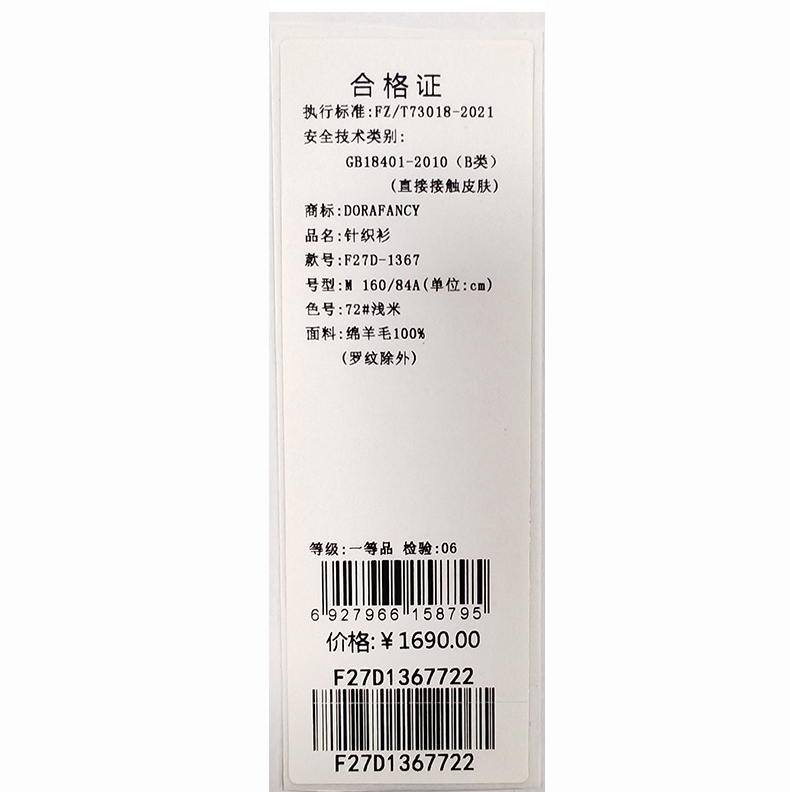 合格证
执行标准:FZ/T73018-2021
安全技术类别:
GB18401-2010（B类）
(直接接触皮肤)
商标:DORAFANCY
品名:针织衫
款号:F27D-1367
号型:M 160/84A(单位:cm)
色号:72#浅米
面料:绵羊毛100%
(罗纹除外)
等级:一等品 检验:06
6 927966 158795
价格:￥1690.00
F27D1367722
F27D1367722